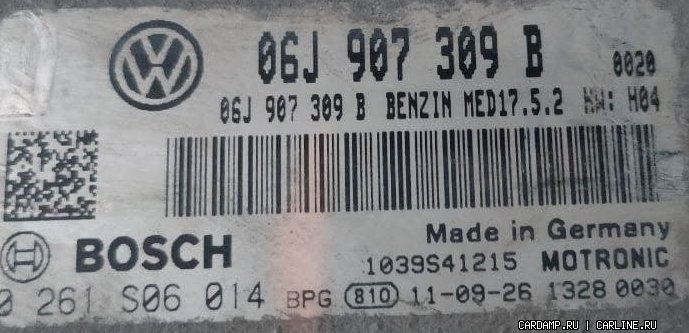 06J 907 309 B 0020
06J 907 309 B BENZIN MED17.5.2 HW: H04
Made in Germany
BOSCH 1039S41215 MOTRONIC
0 261 S06 014 BPG 810 11-09-26 1328 0030
CARDAMP.RU | CARLINE.RU